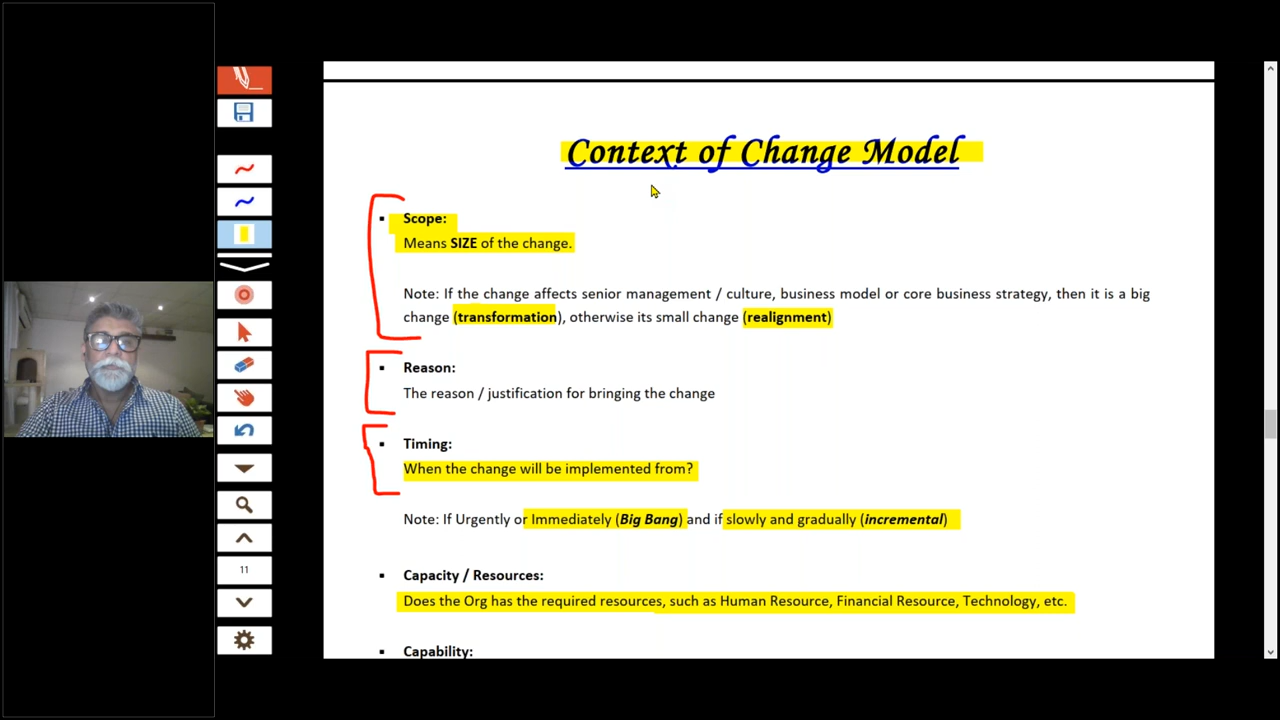 Context of Change Model
▪ Scope:
Means SIZE of the change.
Note: If the change affects senior management / culture, business model or core business strategy, then it is a big
change (transformation), otherwise its small change (realignment)
▪ Reason:
The reason / justification for bringing the change
▪ Timing:
When the change will be implemented from?
Note: If Urgently or Immediately (Big Bang) and if slowly and gradually (incremental)
▪ Capacity / Resources:
Does the Org has the required resources, such as Human Resource, Financial Resource, Technology, etc.
▪ Capability:
11